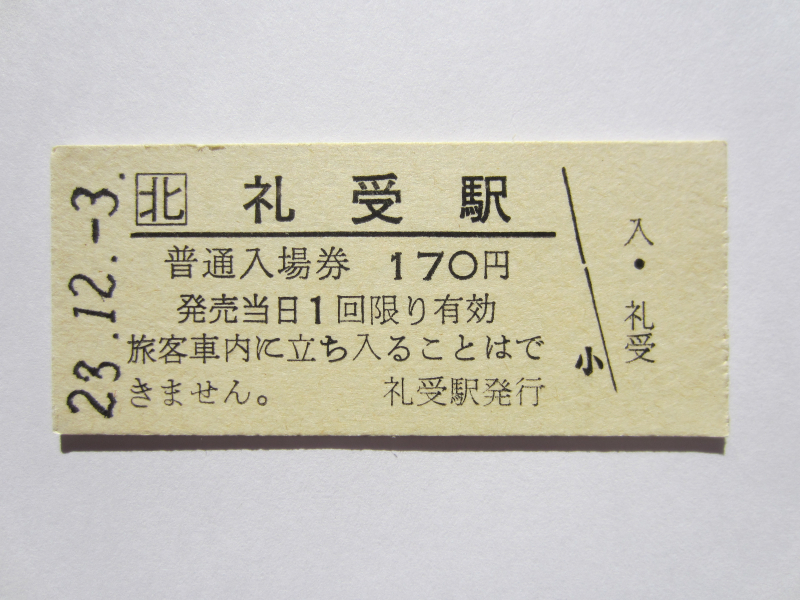 23.12.-3.
北 礼受駅
普通入場券 170円
発売当日1回限り有効
旅客車内に立ち入ることはで
きません。 礼受駅発行
小
入・礼受